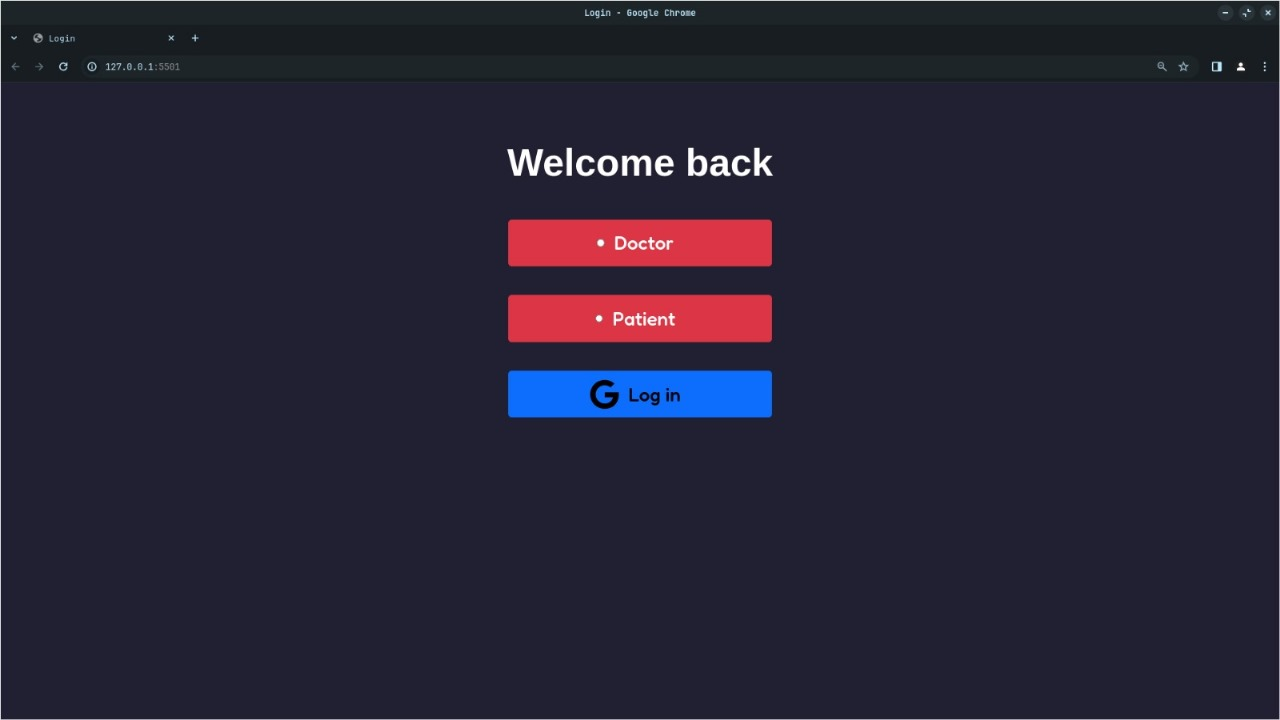 Login - Google Chrome
Login
127.0.0.1:5501
Welcome back
• Doctor
• Patient
G Log in